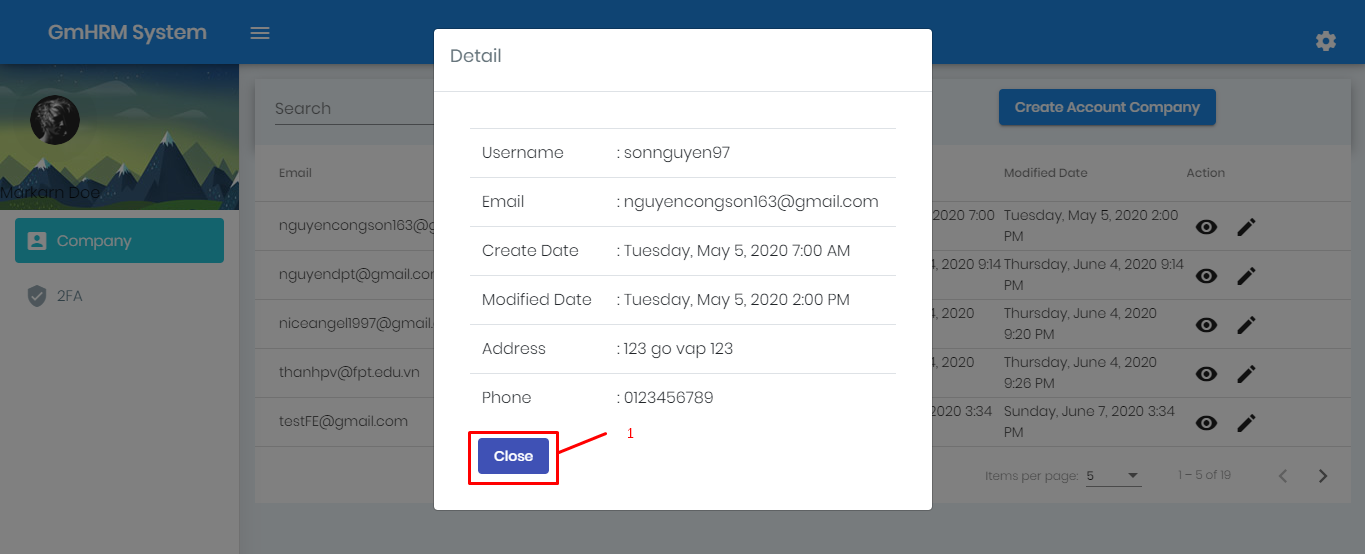 GmHRM System
Detail
Search
Create Account Company
Username : sonnguyen97
Email : nguyencongson163@gmail.com
Create Date : Tuesday, May 5, 2020 7:00 AM
Modified Date : Tuesday, May 5, 2020 2:00 PM
Address : 123 go vap 123
Phone : 0123456789
1
Close
Markam Doe
Company
2FA
Email Modified Date Action
nguyencongson163@g 2020 7:00 Tuesday, May 5, 2020 2:00
PM
nguyendpt@gmail.co 4, 2020 9:14 Thursday, June 4, 2020 9:14
PM
niceangel1997@gmail. 4, 2020 Thursday, June 4, 2020
9:20 PM
thanhpv@fpt.edu.vn 4, 2020 Thursday, June 4, 2020
9:26 PM
testFE@gmail.com 2020 3:34 Sunday, June 7, 2020 3:34
PM
Items per page: 5 1 – 5 of 19